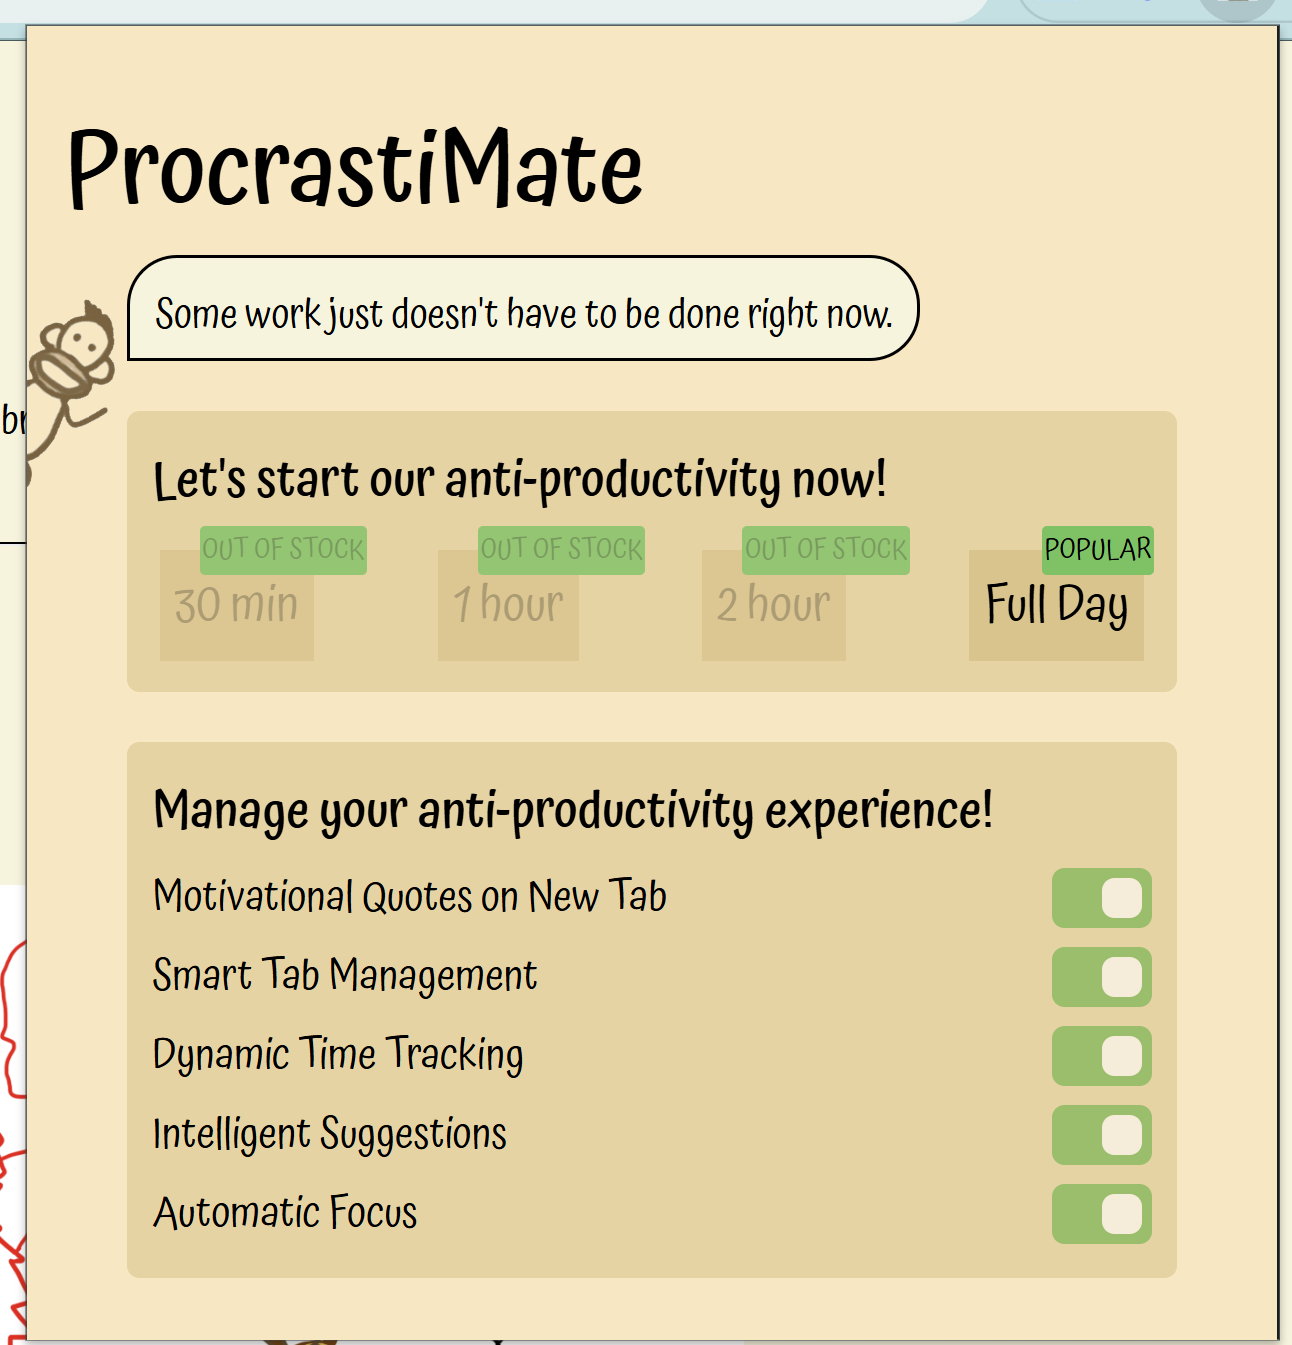 ProcrastiMate
Some work just doesn't have to be done right now.
br
Let's start our anti-productivity now!
OUT OF STOCK OUT OF STOCK OUT OF STOCK POPULAR
30 min 1 hour 2 hour Full Day
Manage your anti-productivity experience!
Motivational Quotes on New Tab
Smart Tab Management
Dynamic Time Tracking
Intelligent Suggestions
Automatic Focus